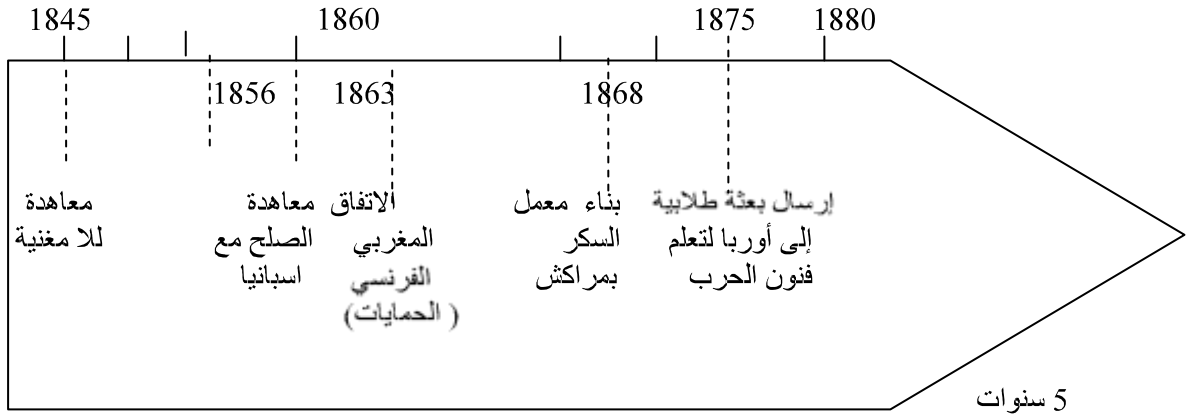 1845 1860 1875 1880
1856 1863 1868
معاهدة
للا مغنية
معاهدة
الصلح مع
اسبانيا
الاتفاق
المغربي
الفرنسي
( الحمايات)
بناء معمل
السكر
بمراكش
إرسال بعثة طلابية
إلى أوربا لتعلم
فنون الحرب
5 سنوات